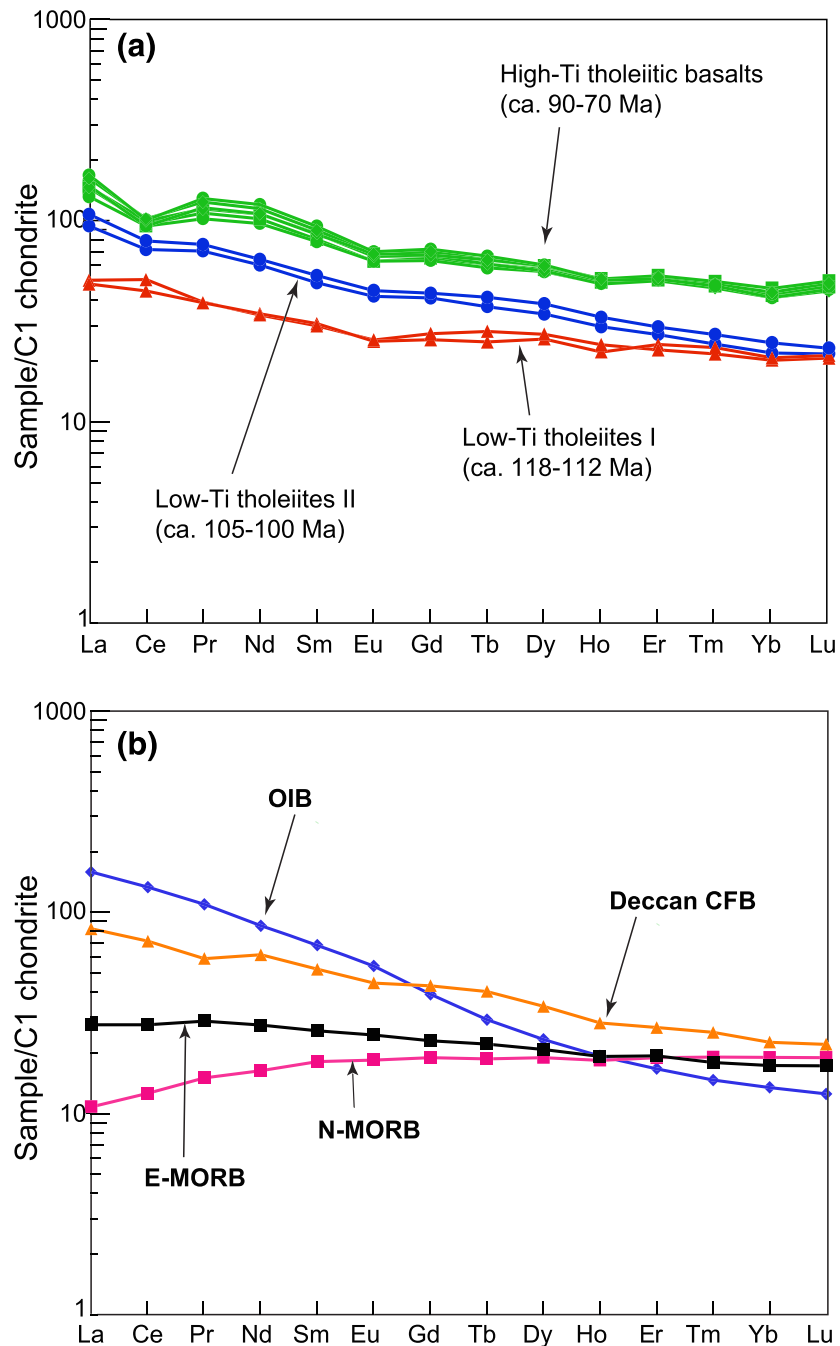 1000
(a)
High-Ti tholeiitic basalts
(ca. 90-70 Ma)
100
Sample/C1 chondrite
10
Low-Ti tholeiites I
(ca. 118-112 Ma)
Low-Ti tholeiites II
(ca. 105-100 Ma)
1
La Ce Pr Nd Sm Eu Gd Tb Dy Ho Er Tm Yb Lu
1000
(b)
OIB
Deccan CFB
100
Sample/C1 chondrite
10
N-MORB
E-MORB
1
La Ce Pr Nd Sm Eu Gd Tb Dy Ho Er Tm Yb Lu